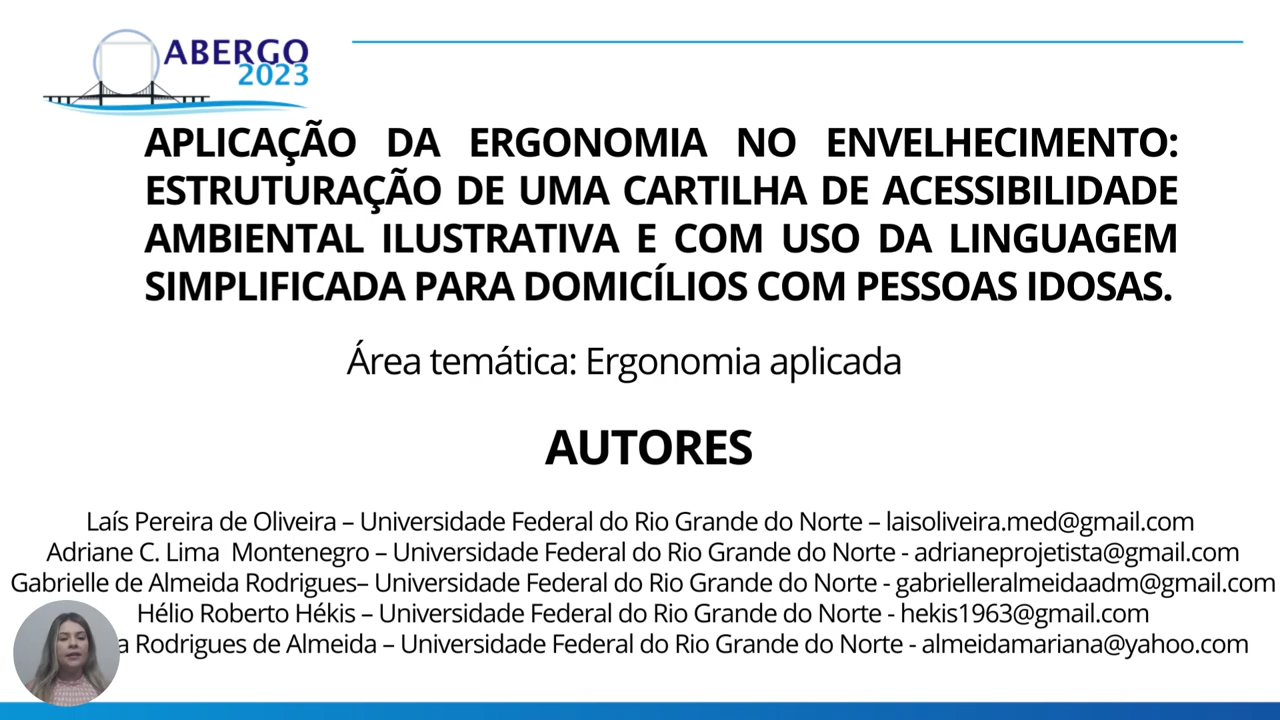 ABERGO
2023
APLICAÇÃO DA ERGONOMIA NO ENVELHECIMENTO:
ESTRUTURAÇÃO DE UMA CARTILHA DE ACESSIBILIDADE
AMBIENTAL ILUSTRATIVA E COM USO DA LINGUAGEM
SIMPLIFICADA PARA DOMICÍLIOS COM PESSOAS IDOSAS.
Área temática: Ergonomia aplicada
AUTORES
Laís Pereira de Oliveira – Universidade Federal do Rio Grande do Norte – laisoliveira.med@gmail.com
Adriane C. Lima Montenegro – Universidade Federal do Rio Grande do Norte - adrianeprojetista@gmail.com
Gabrielle de Almeida Rodrigues– Universidade Federal do Rio Grande do Norte - gabrielleralmeidaadm@gmail.com
Hélio Roberto Hékis – Universidade Federal do Rio Grande do Norte - hekis1963@gmail.com
Rodrigues de Almeida – Universidade Federal do Rio Grande do Norte - almeidamariana@yahoo.com